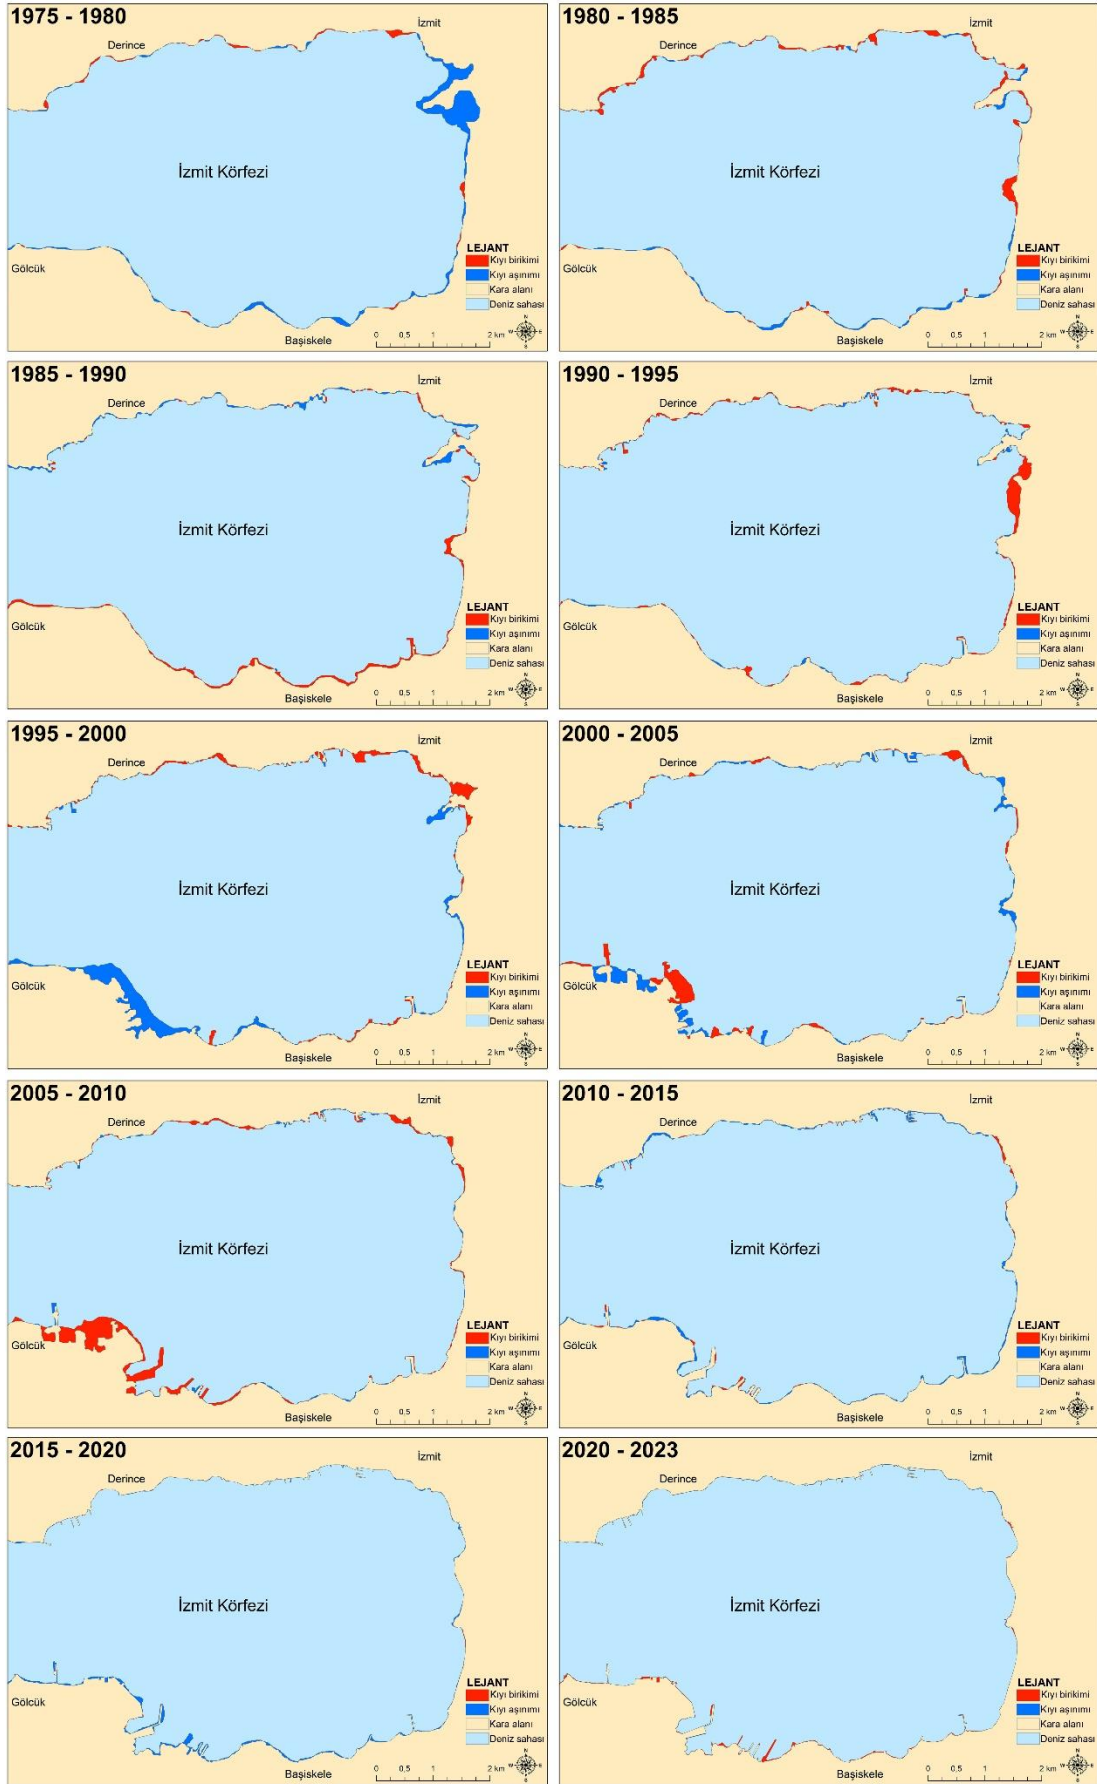 1975 - 1980
İzmit
Derince
İzmit Körfezi
Gölcük
Başiskele
LEJANT
Kıyı birikimi
Kıyı aşınımı
Kara alanı
Deniz sahası
0 0,5 1 2 km
N
W E
S
1980 - 1985
İzmit
Derince
İzmit Körfezi
Gölcük
Başiskele
LEJANT
Kıyı birikimi
Kıyı aşınımı
Kara alanı
Deniz sahası
0 0,5 1 2 km
N
W E
S
1985 - 1990
İzmit
Derince
İzmit Körfezi
Gölcük
Başiskele
LEJANT
Kıyı birikimi
Kıyı aşınımı
Kara alanı
Deniz sahası
0 0,5 1 2 km
N
W E
S
1990 - 1995
İzmit
Derince
İzmit Körfezi
Gölcük
Başiskele
LEJANT
Kıyı birikimi
Kıyı aşınımı
Kara alanı
Deniz sahası
0 0,5 1 2 km
N
W E
S
1995 - 2000
İzmit
Derince
İzmit Körfezi
Gölcük
Başiskele
LEJANT
Kıyı birikimi
Kıyı aşınımı
Kara alanı
Deniz sahası
0 0,5 1 2 km
N
W E
S
2000 - 2005
İzmit
Derince
İzmit Körfezi
Gölcük
Başiskele
LEJANT
Kıyı birikimi
Kıyı aşınımı
Kara alanı
Deniz sahası
0 0,5 1 2 km
N
W E
S
2005 - 2010
İzmit
Derince
İzmit Körfezi
Gölcük
Başiskele
LEJANT
Kıyı birikimi
Kıyı aşınımı
Kara alanı
Deniz sahası
0 0,5 1 2 km
N
W E
S
2010 - 2015
İzmit
Derince
İzmit Körfezi
Gölcük
Başiskele
LEJANT
Kıyı birikimi
Kıyı aşınımı
Kara alanı
Deniz sahası
0 0,5 1 2 km
N
W E
S
2015 - 2020
İzmit
Derince
İzmit Körfezi
Gölcük
Başiskele
LEJANT
Kıyı birikimi
Kıyı aşınımı
Kara alanı
Deniz sahası
0 0,5 1 2 km
N
W E
S
2020 - 2023
İzmit
Derince
İzmit Körfezi
Gölcük
Başiskele
LEJANT
Kıyı birikimi
Kıyı aşınımı
Kara alanı
Deniz sahası
0 0,5 1 2 km
N
W E
S